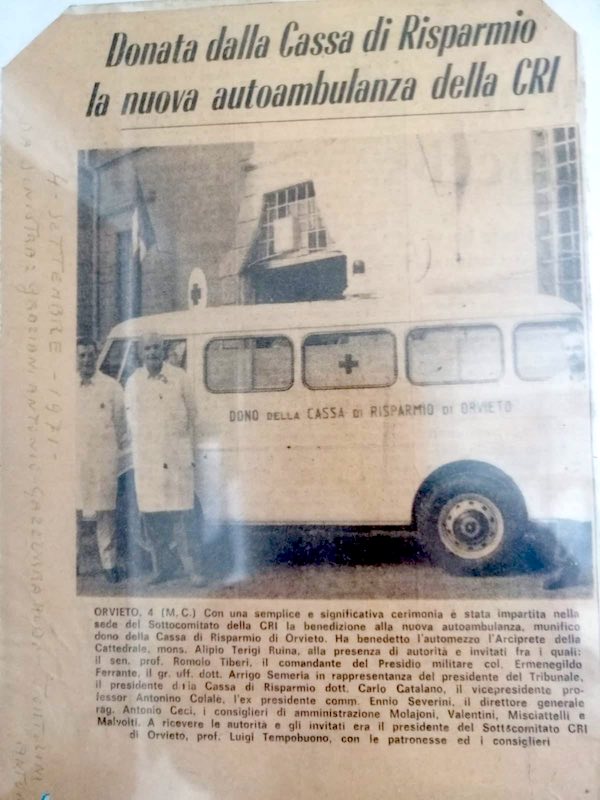 Donata dalla Cassa di Risparmio
la nuova autoambulanza della CRI
4 - SETTEMBRE - 1971 -
DONO DELLA CASSA DI RISPARMIO DI ORVIETO
ORVIETO, 4 (M. C.) Con una semplice e significativa cerimonia è stata impartita nella
sede del Sottocomitato della CRI la benedizione alla nuova autoambulanza, munifico
dono della Cassa di Risparmio di Orvieto. Ha benedetto l'automezzo l'Arciprete della
Cattedrale, mons. Alipio Terigi Ruina, alla presenza di autorità e invitati fra i quali:
il sen. prof. Romolo Tiberi, il comandante del Presidio militare col. Ermenegildo
Ferrante, il gr. uff. dott. Arrigo Semeria in rappresentanza del presidente del Tribunale,
il presidente della Cassa di Risparmio dott. Carlo Catalano, il vicepresidente pro-
fessor Antonino Colale, l'ex presidente comm. Ennio Severini, il direttore generale
rag. Antonio Ceci, i consiglieri di amministrazione Molajoni, Valentini, Misciattelli e
Malvolti. A ricevere le autorità e gli invitati era il presidente del Sottocomitato CRI
di Orvieto, prof. Luigi Tempobuono, con le patronesse ed i consiglieri